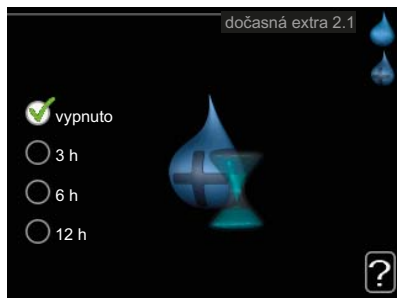 dočasná extra 2.1
vypnuto
3 h
6 h
12 h
?